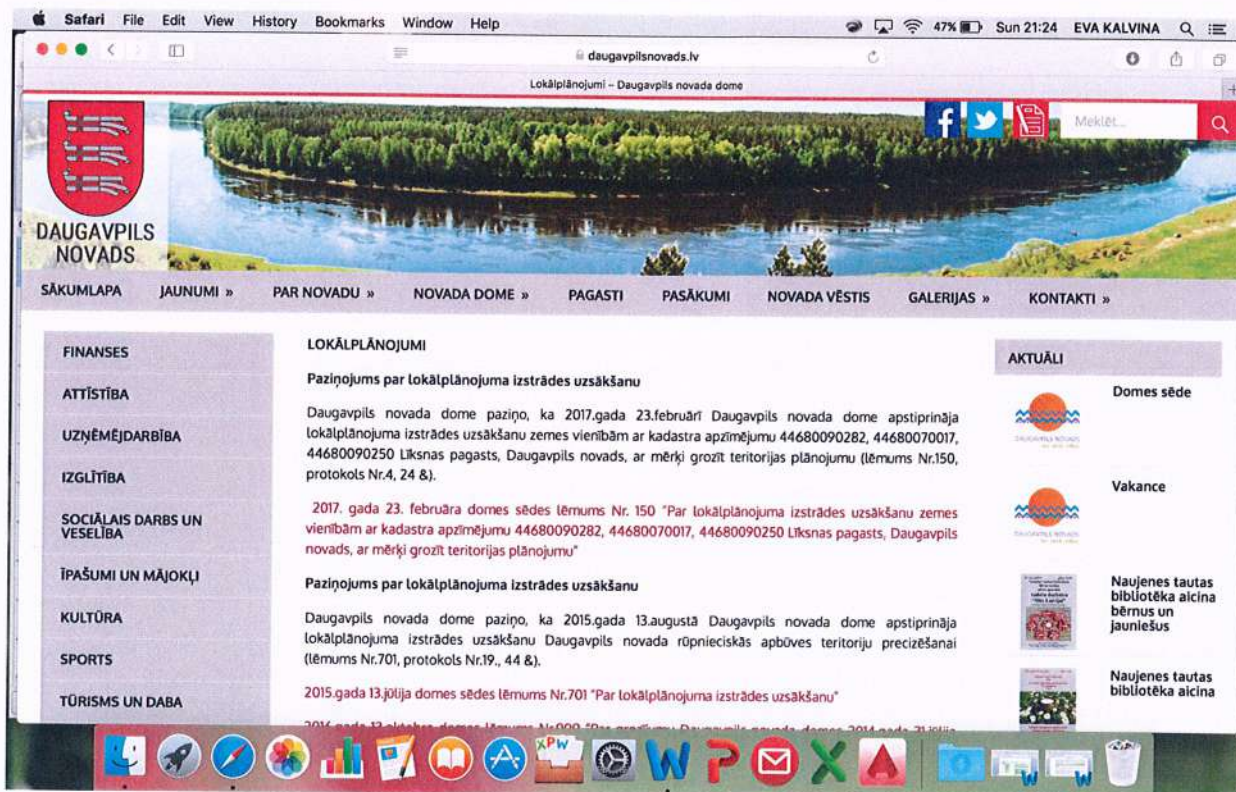 Safari File Edit View History Bookmarks Window Help 47% Sun 21:24 EVA KALVINA
daugavpilsnovads.lv
Lokālplānojumi – Daugavpils novada dome
Meklēt...
DAUGAVPILS
NOVADS
SĀKUMLAPA JAUNUMI » PAR NOVADU » NOVADA DOME » PAGASTI PASĀKUMI NOVADA VĒSTIS GALERIJAS » KONTAKTI »
FINANSES
ATTĪSTĪBA
UZŅĒMĒJDARBĪBA
IZGLĪTĪBA
SOCIĀLAIS DARBS UN
VESELĪBA
ĪPAŠUMI UN MĀJOKĻI
KULTŪRA
SPORTS
TŪRISMS UN DABA
LOKĀLPLĀNOJUMI
Paziņojums par lokālplānojuma izstrādes uzsākšanu
Daugavpils novada dome paziņo, ka 2017.gada 23.februārī Daugavpils novada dome apstiprināja
lokālplānojuma izstrādes uzsākšanu zemes vienībām ar kadastra apzīmējumu 44680090282, 44680070017,
44680090250 Līksnas pagasts, Daugavpils novads, ar mērķi grozīt teritorijas plānojumu (lēmums Nr.150,
protokols Nr.4, 24 &).
2017. gada 23. februāra domes sēdes lēmums Nr. 150 "Par lokālplānojuma izstrādes uzsākšanu zemes
vienībām ar kadastra apzīmējumu 44680090282, 44680070017, 44680090250 Līksnas pagasts, Daugavpils
novads, ar mērķi grozīt teritorijas plānojumu"
Paziņojums par lokālplānojuma izstrādes uzsākšanu
Daugavpils novada dome paziņo, ka 2015.gada 13.augustā Daugavpils novada dome apstiprināja
lokālplānojuma izstrādes uzsākšanu Daugavpils novada rūpnieciskās apbūves teritoriju precizēšanai
(lēmums Nr.701, protokols Nr.19., 44 &).
2015.gada 13.jūlija domes sēdes lēmums Nr.701 "Par lokālplānojuma izstrādes uzsākšanu"
AKTUĀLI
Domes sēde
DAUGAVPILS NOVADS
Vakance
DAUGAVPILS NOVADS
Naujenes tautas
bibliotēka aicina
bērnus un
jauniešus
Naujenes tautas
bibliotēka aicina
XPW